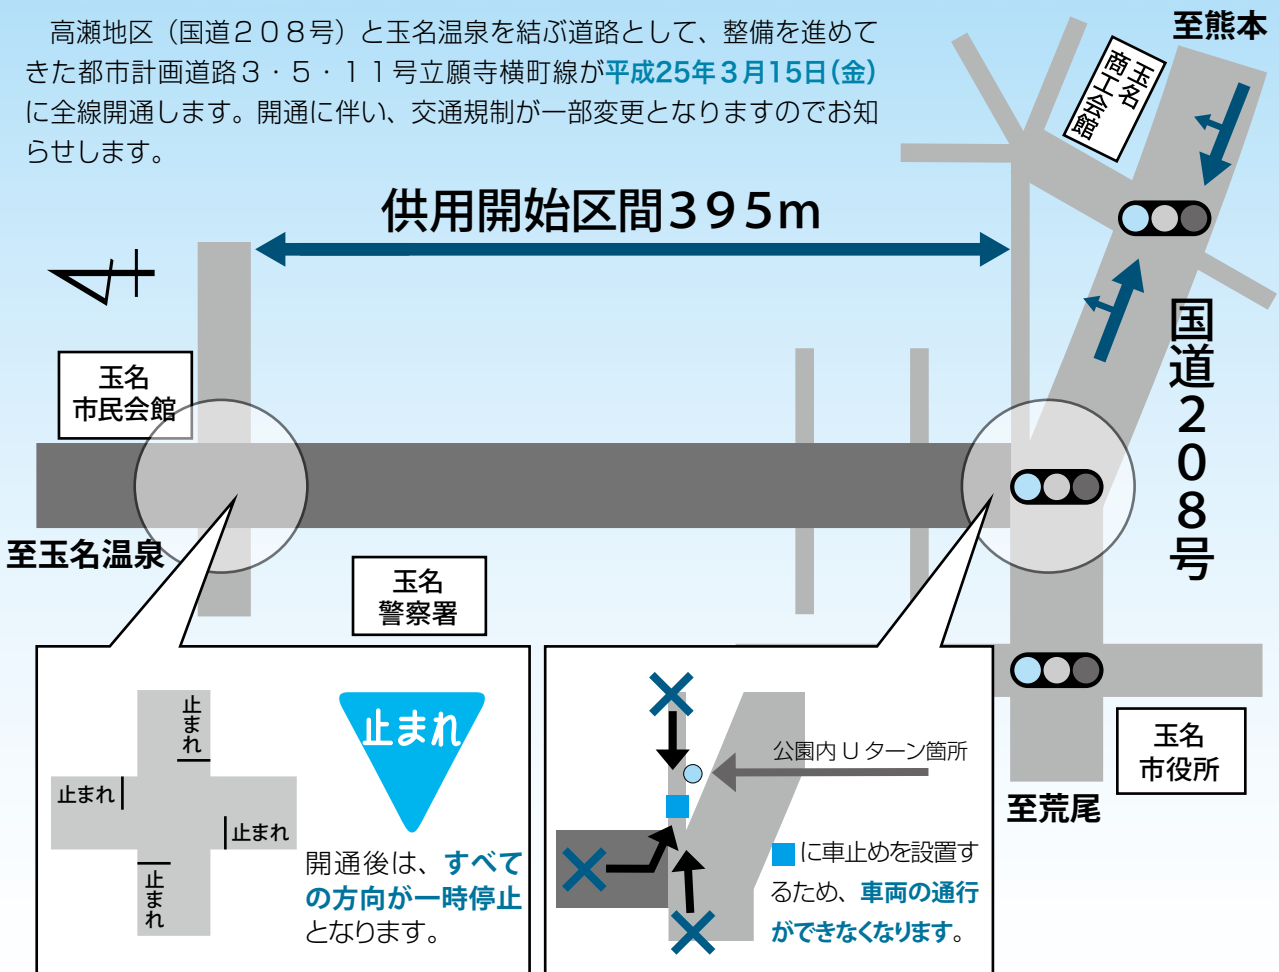 高瀬地区（国道２０８号）と玉名温泉を結ぶ道路として、整備を進めて
きた都市計画道路３・５・１１号立願寺横町線が平成25年３月15日(金)
に全線開通します。開通に伴い、交通規制が一部変更となりますのでお知
らせします。
至熊本
玉名
商工会館
供用開始区間３９５ｍ
国道２０８号
玉名
市民会館
至玉名温泉
玉名
警察署
止まれ
止まれ
止まれ
止まれ
止まれ
開通後は、すべて
の方向が一時停止
となります。
公園内 U ターン箇所
に車止めを設置す
るため、車両の通行
ができなくなります。
玉名
市役所
至荒尾